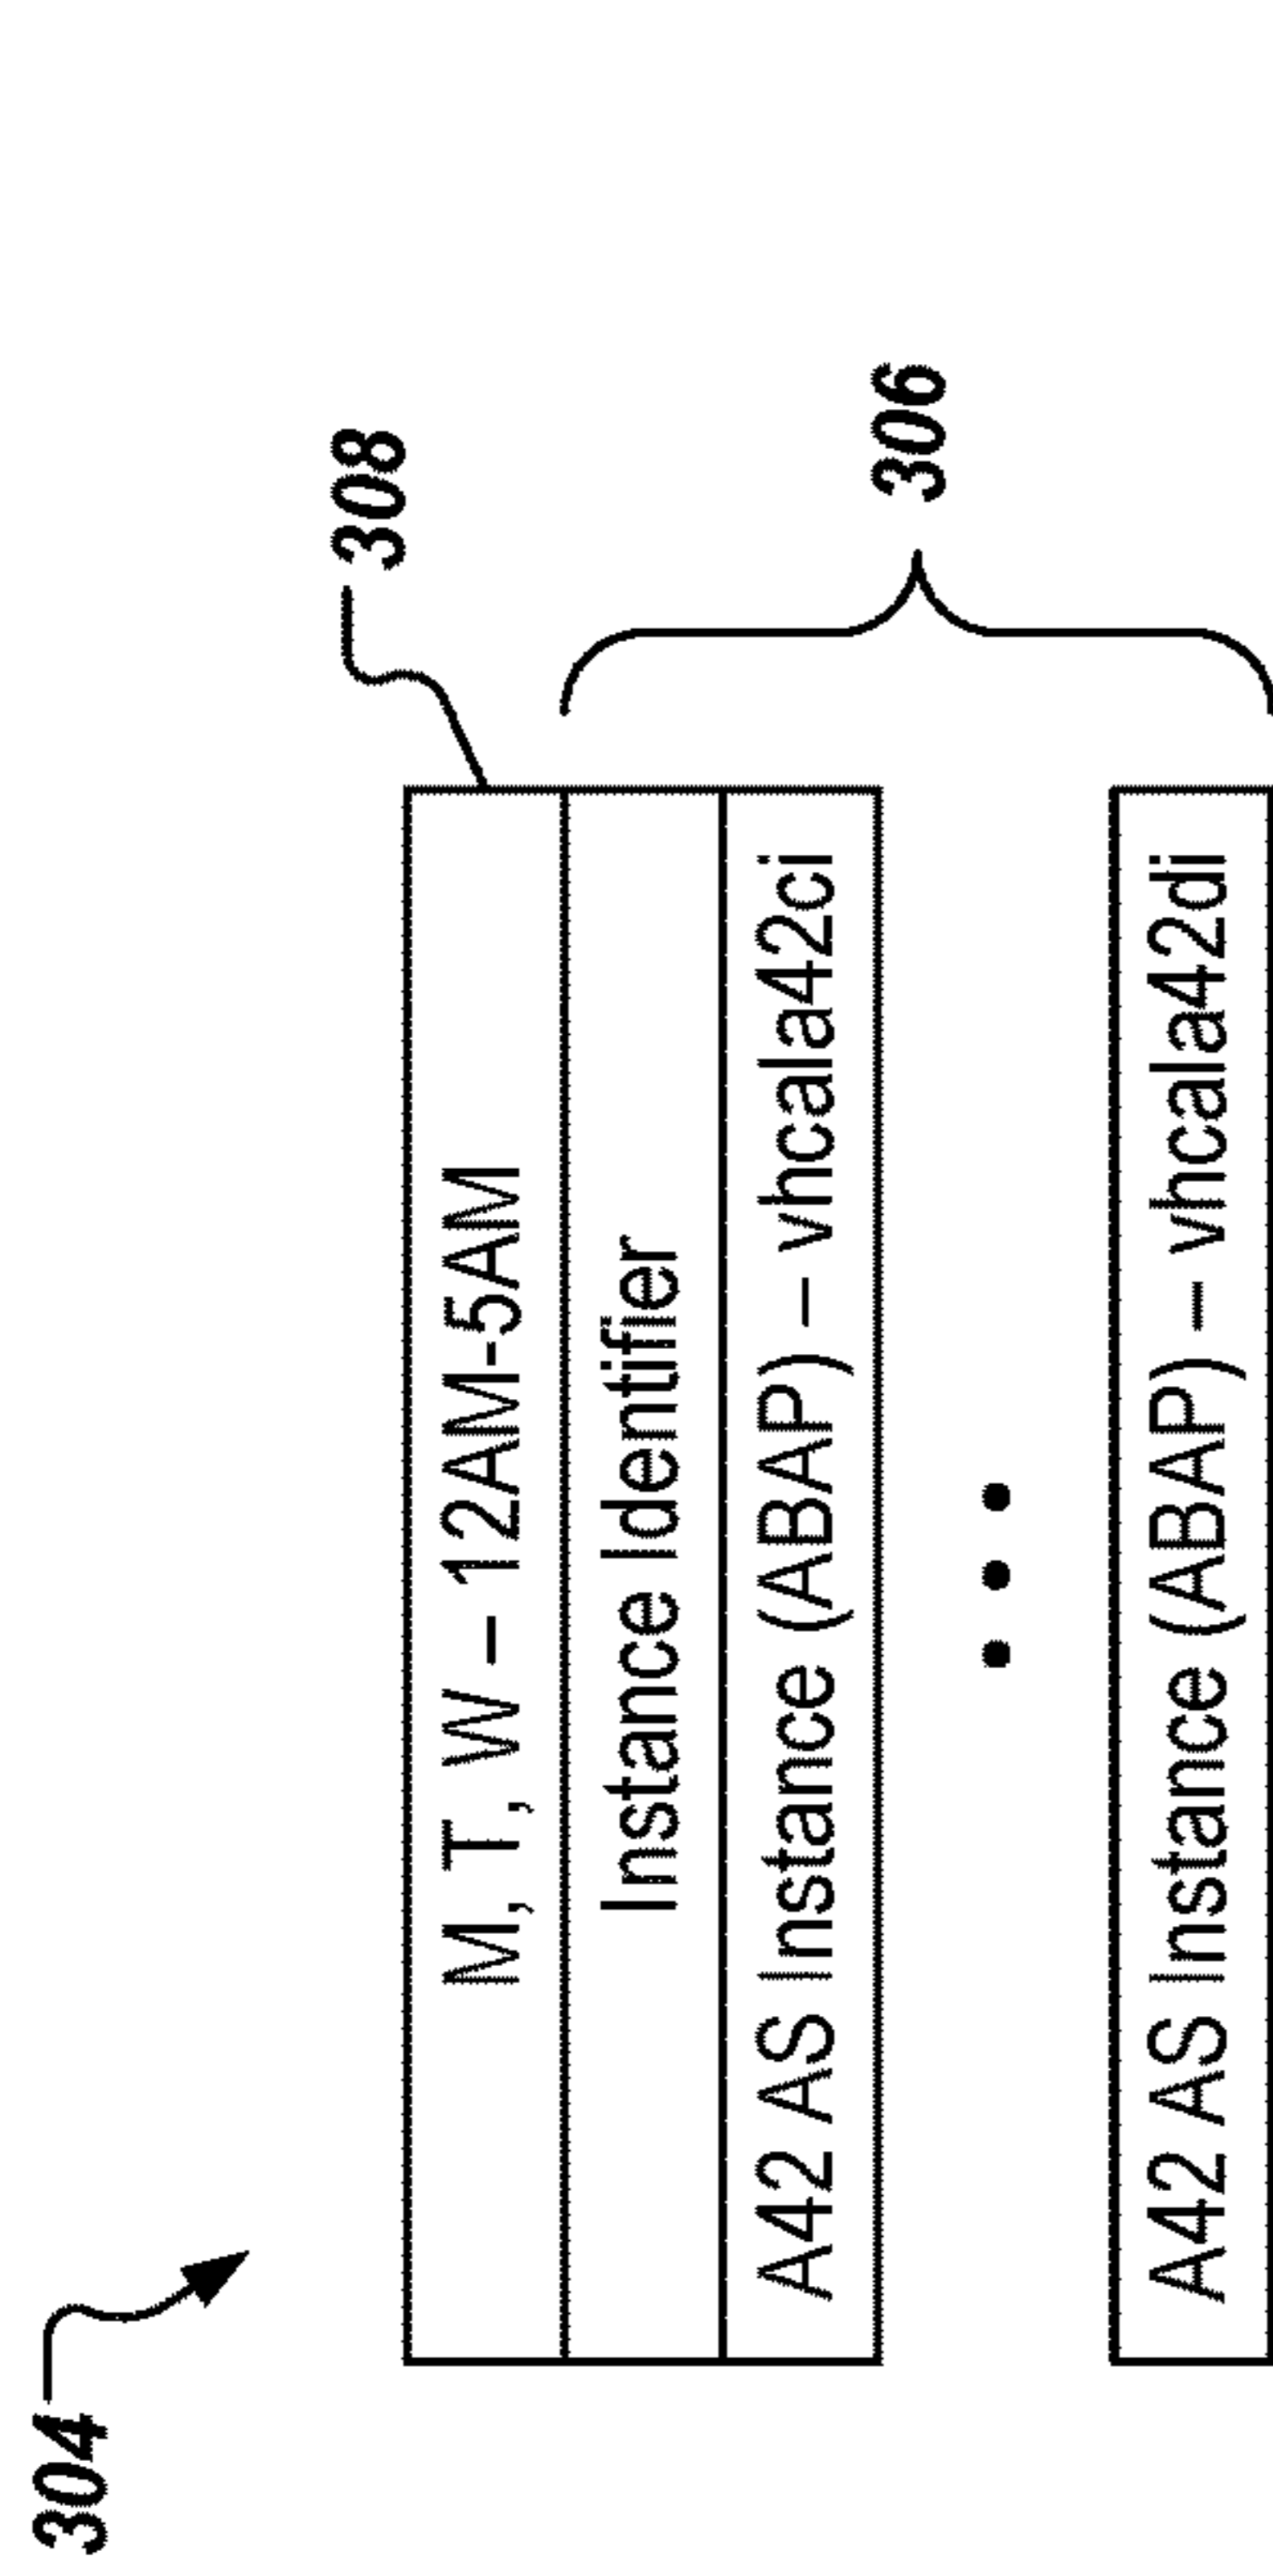 304
308
M, T, W – 12AM-5AM
Instance Identifier
306
A42 AS Instance (ABAP) – vhcala42ci
A42 AS Instance (ABAP) – vhcala42di